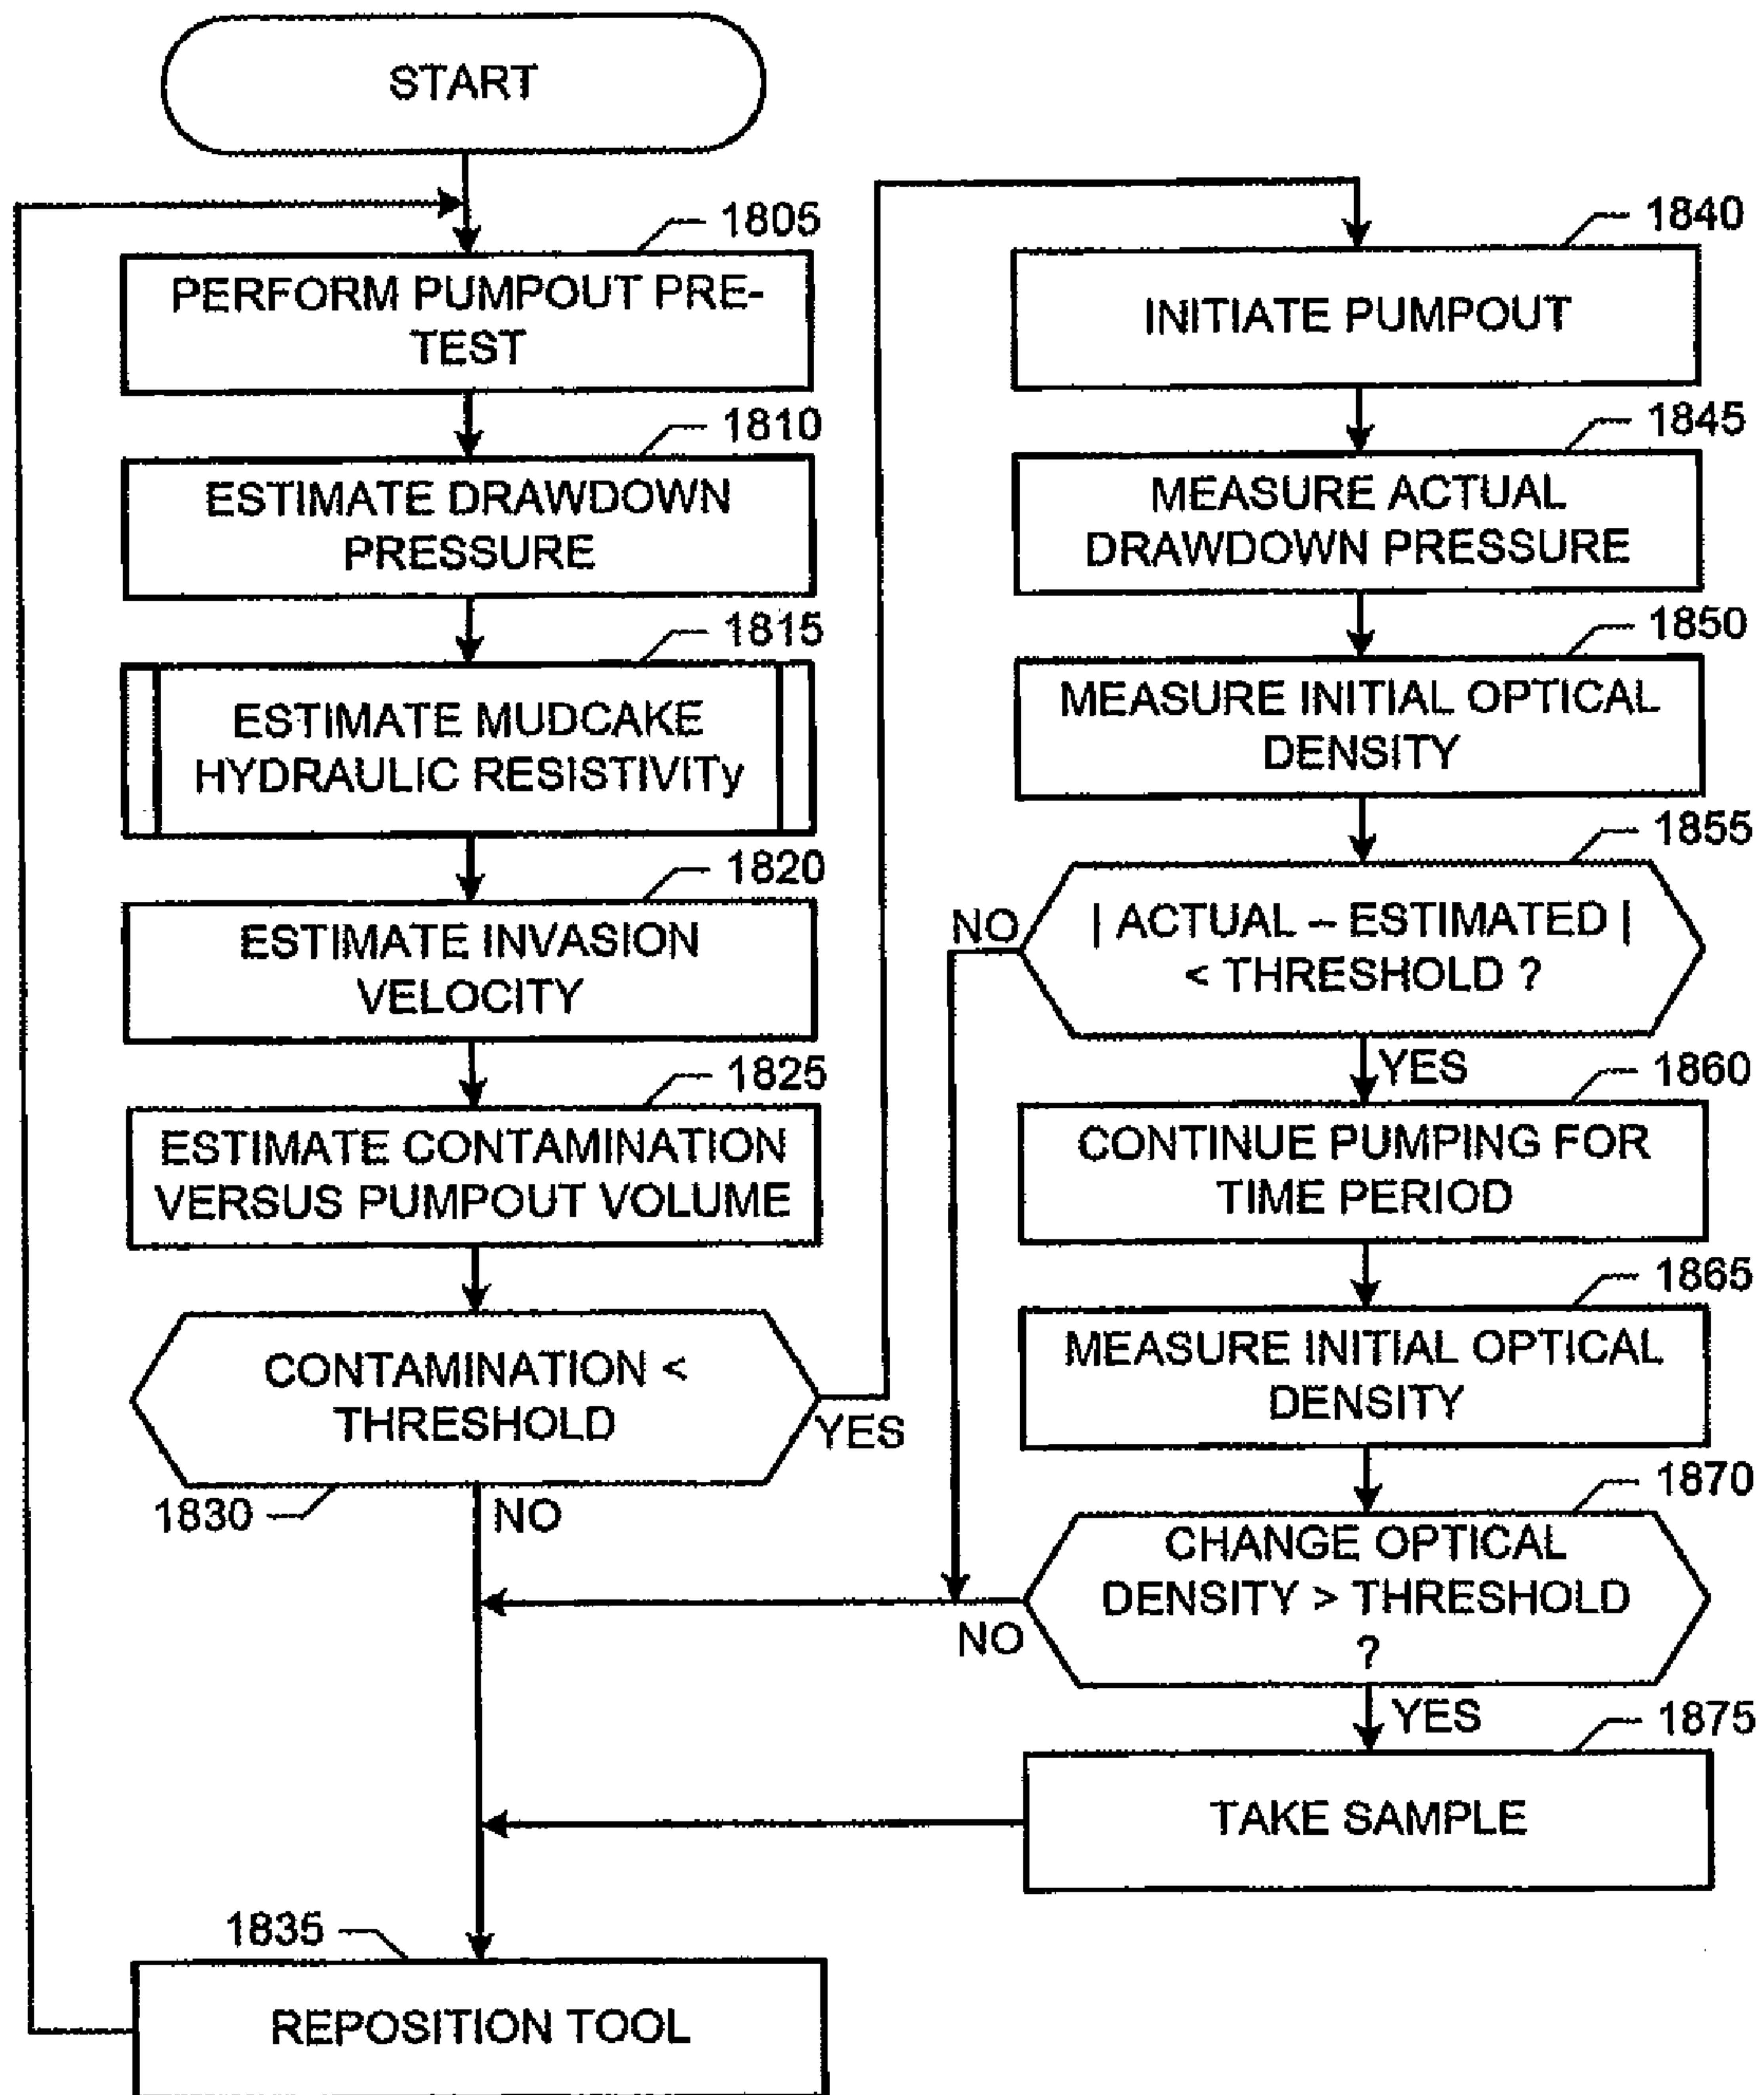 START
1805
PERFORM PUMPOUT PRE-
TEST
1810
ESTIMATE DRAWDOWN
PRESSURE
1815
ESTIMATE MUDCAKE
HYDRAULIC RESISTIVITy
1820
ESTIMATE INVASION
VELOCITY
1825
ESTIMATE CONTAMINATION
VERSUS PUMPOUT VOLUME
CONTAMINATION <
THRESHOLD
YES
1830
NO
1835
REPOSITION TOOL
1840
INITIATE PUMPOUT
1845
MEASURE ACTUAL
DRAWDOWN PRESSURE
1850
MEASURE INITIAL OPTICAL
DENSITY
1855
NO
| ACTUAL – ESTIMATED |
< THRESHOLD ?
YES
1860
CONTINUE PUMPING FOR
TIME PERIOD
1865
MEASURE INITIAL OPTICAL
DENSITY
1870
CHANGE OPTICAL
DENSITY > THRESHOLD
?
NO
YES
1875
TAKE SAMPLE